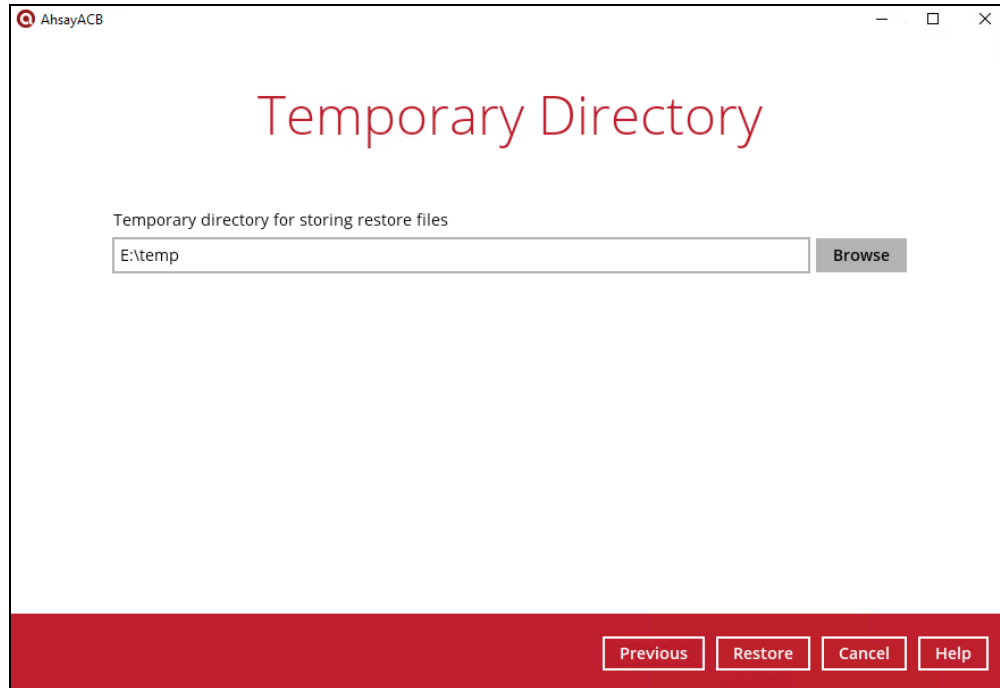 AhsayACB
Temporary Directory
Temporary directory for storing restore files
E:\temp
Browse
Previous
Restore
Cancel
Help